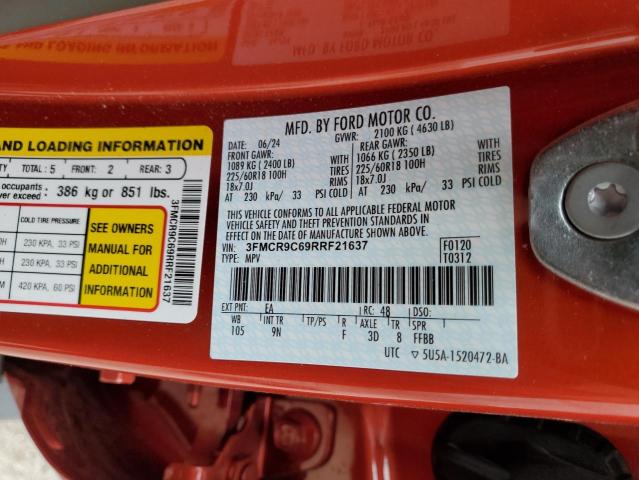 AND LOADING INFORMATION
TOTAL: 5 FRONT: 2 REAR: 3
occupants:
er exceed: 386 kg or 851 lbs.
COLD TIRE PRESSURE
230 KPA, 33 PSI
230 KPA, 33 PSI
420 KPA, 60 PSI
SEE OWNERS
MANUAL FOR
ADDITIONAL
INFORMATION
3FMCR9C69RRF21637
MFD. BY FORD MOTOR CO.
DATE: 06/24 GVWR: 2100 KG ( 4630 LB)
FRONT GAWR: REAR GAWR:
1089 KG ( 2400 LB) 1066 KG ( 2350 LB)
225/60R18 100H TIRES 225/60R18 100H TIRES
18x7.0J RIMS 18x7.0J RIMS
AT 230 kPa/ 33 PSI COLD AT 230 kPa/ 33 PSI COLD
THIS VEHICLE CONFORMS TO ALL APPLICABLE FEDERAL MOTOR
VEHICLE SAFETY AND THEFT PREVENTION STANDARDS IN
EFFECT ON THE DATE OF MANUFACTURE SHOWN ABOVE.
VIN: 3FMCR9C69RRF21637 F0120
TYPE: MPV T0312
EXT PNT: EA RC: 48 DSO:
WB INT TR TP/PS R AXLE TR SPR
105 9N F 3D 8 FFBB
UTC ▽ 5U5A-1520472-BA